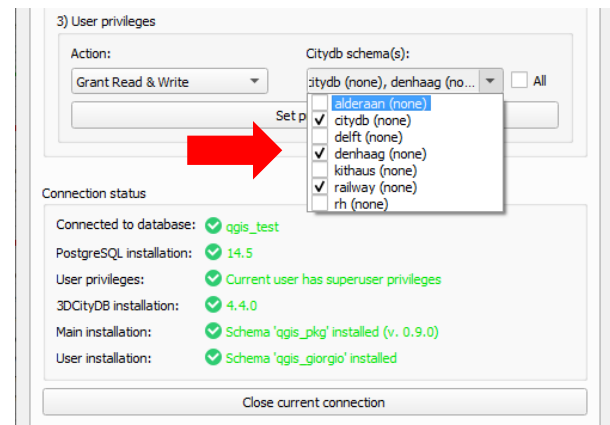 3) User privileges
Action: Citydb schema(s):
Grant Read & Write citydb (none), denhaag (no... All
Set p
alderaan (none)
citydb (none)
delft (none)
denhaag (none)
kithaus (none)
railway (none)
rh (none)
Connection status
Connected to database: qgis_test
PostgreSQL installation: 14.5
User privileges: Current user has superuser privileges
3DCityDB installation: 4.4.0
Main installation: Schema 'qgis_pkg' installed (v. 0.9.0)
User installation: Schema 'qgis_giorgio' installed
Close current connection